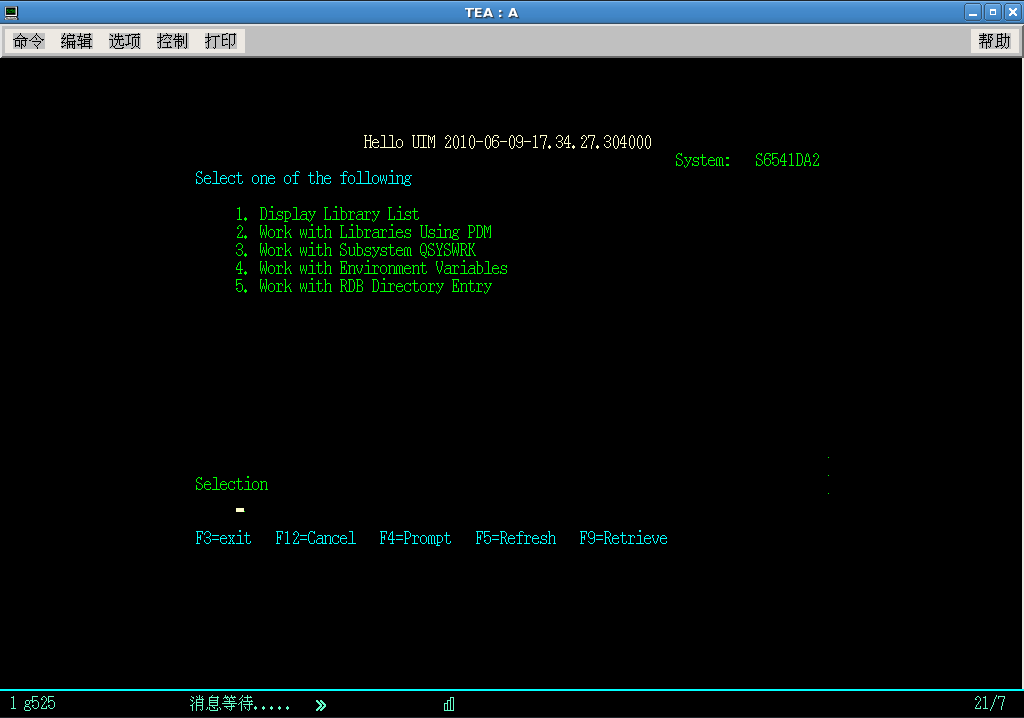 TEA : A
命令 编辑 选项 控制 打印 帮助
Hello UIM 2010-06-09-17.34.27.304000
System: S6541DA2
Select one of the following
1. Display Library List
2. Work with Libraries Using PDM
3. Work with Subsystem QSYSWRK
4. Work with Environment Variables
5. Work with RDB Directory Entry
Selection
F3=exit F12=Cancel F4=Prompt F5=Refresh F9=Retrieve
1 g525 消息等待..... » 21/7